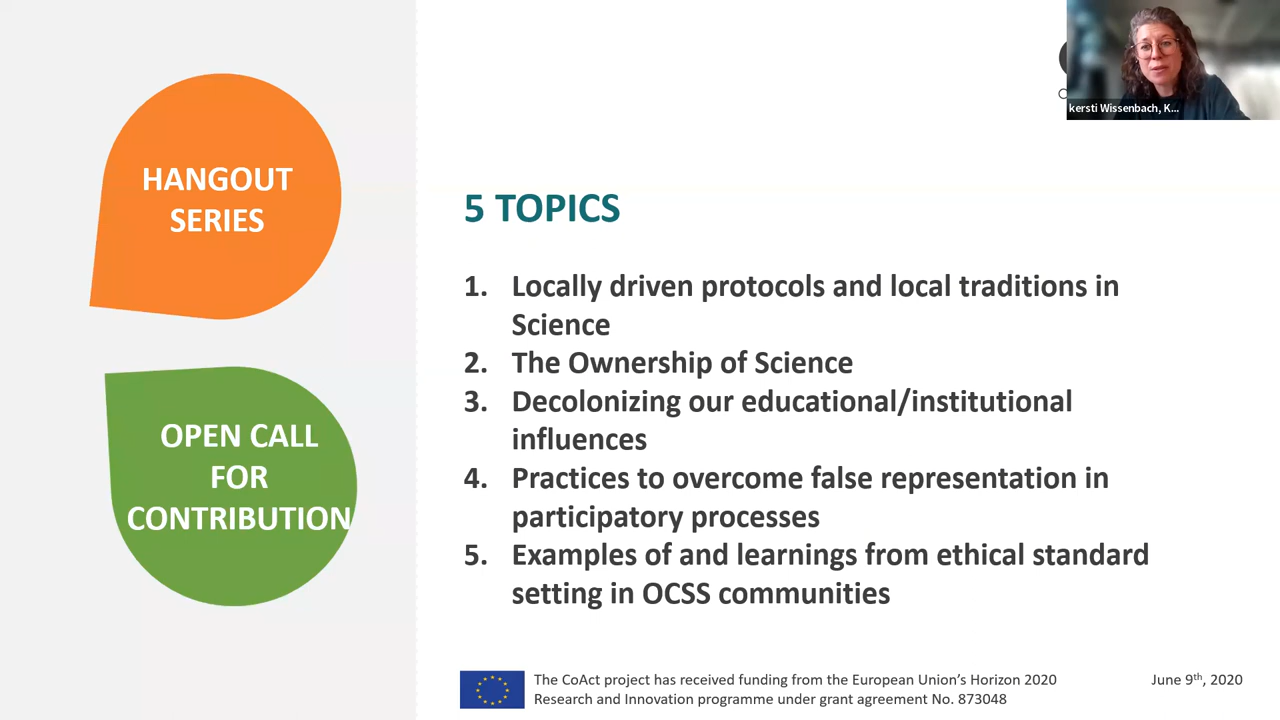 HANGOUT
SERIES
OPEN CALL
FOR
CONTRIBUTION
kersti Wissenbach, K...
5 TOPICS
1. Locally driven protocols and local traditions in
Science
2. The Ownership of Science
3. Decolonizing our educational/institutional
influences
4. Practices to overcome false representation in
participatory processes
5. Examples of and learnings from ethical standard
setting in OCSS communities
The CoAct project has received funding from the European Union’s Horizon 2020
Research and Innovation programme under grant agreement No. 873048
June 9th, 2020